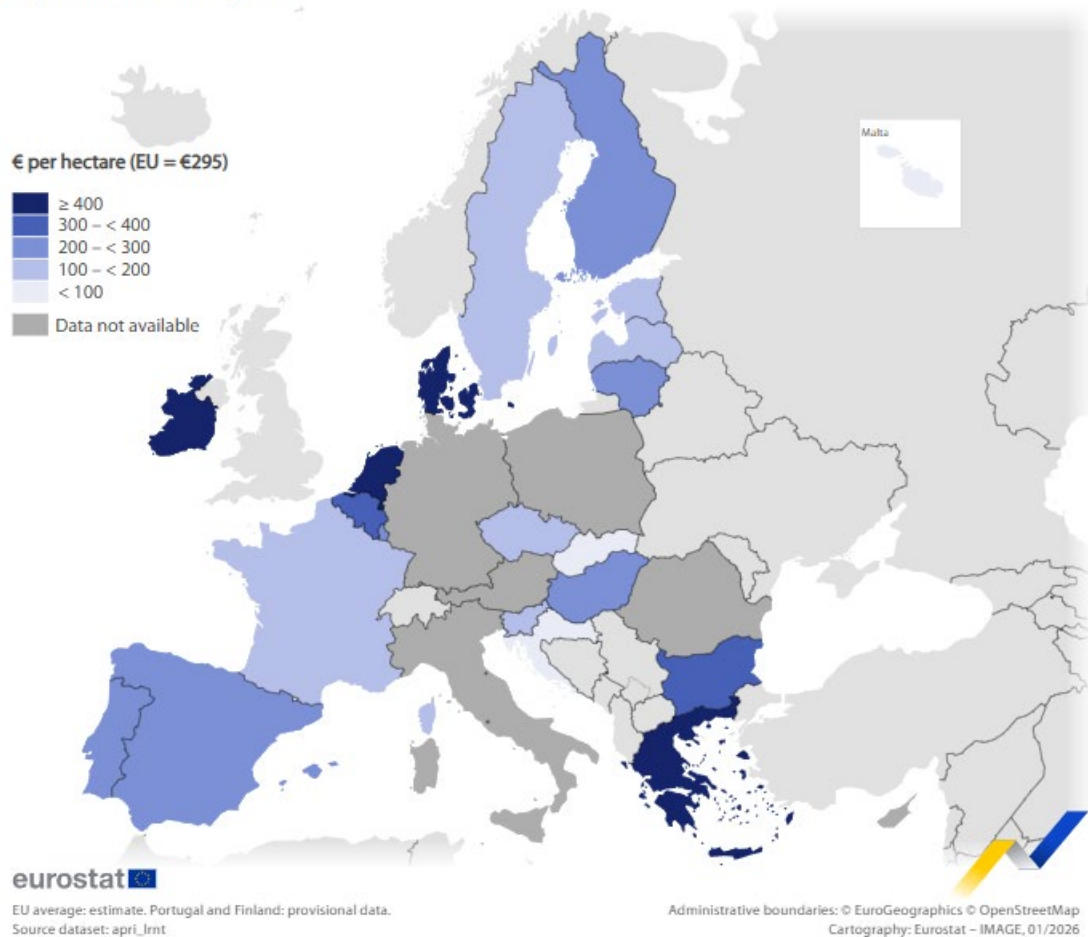 € per hectare (EU = €295)
≥ 400
300 – < 400
200 – < 300
100 – < 200
< 100
Data not available
Malta
eurostat
EU average: estimate. Portugal and Finland: provisional data.
Source dataset: apri_lrnt
Administrative boundaries: © EuroGeographics © OpenStreetMap
Cartography: Eurostat – IMAGE, 01/2026